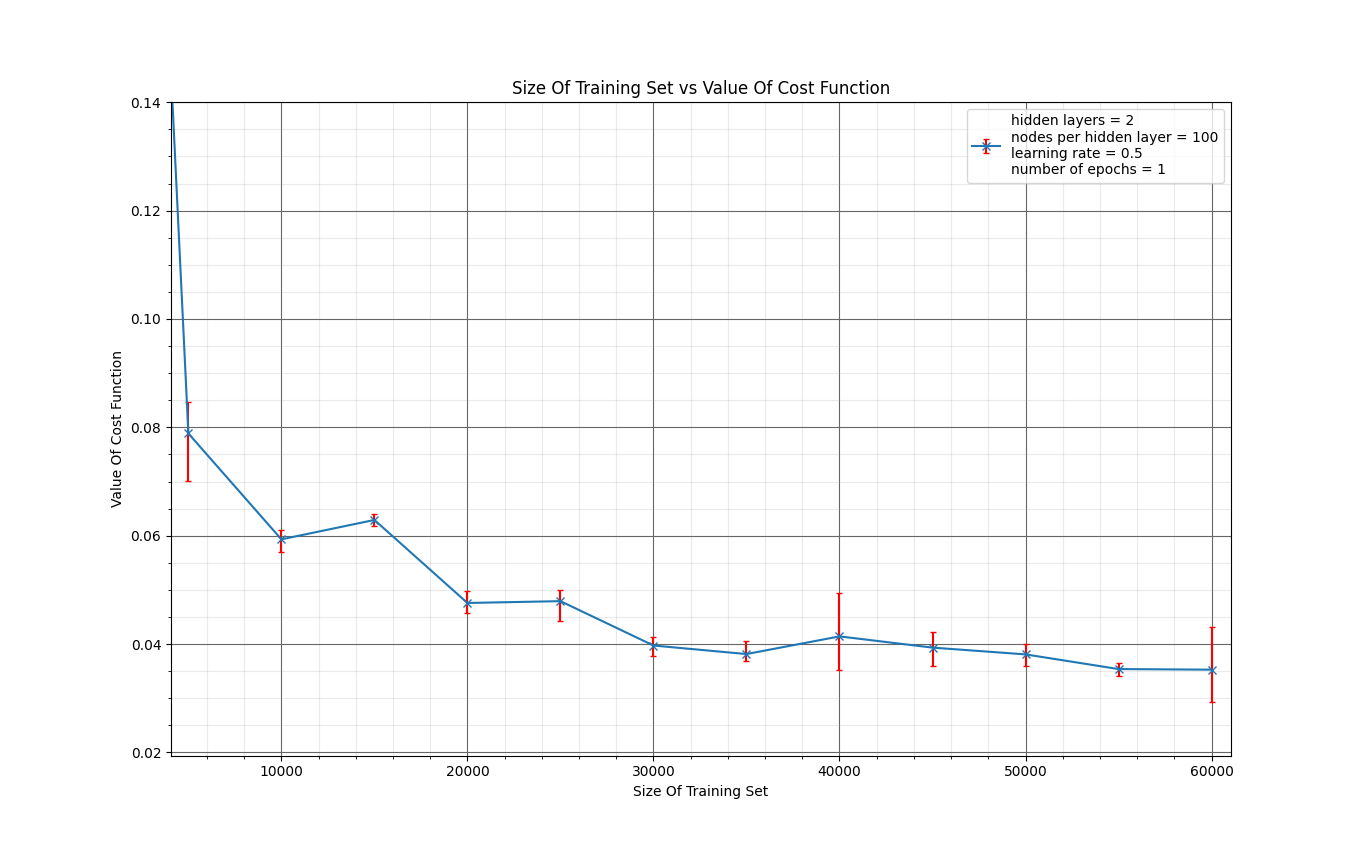 Size Of Training Set vs Value Of Cost Function
hidden layers = 2
nodes per hidden layer = 100
learning rate = 0.5
number of epochs = 1
0.14
0.12
0.10
0.08
0.06
0.04
0.02
Value Of Cost Function
10000 20000 30000 40000 50000 60000
Size Of Training Set